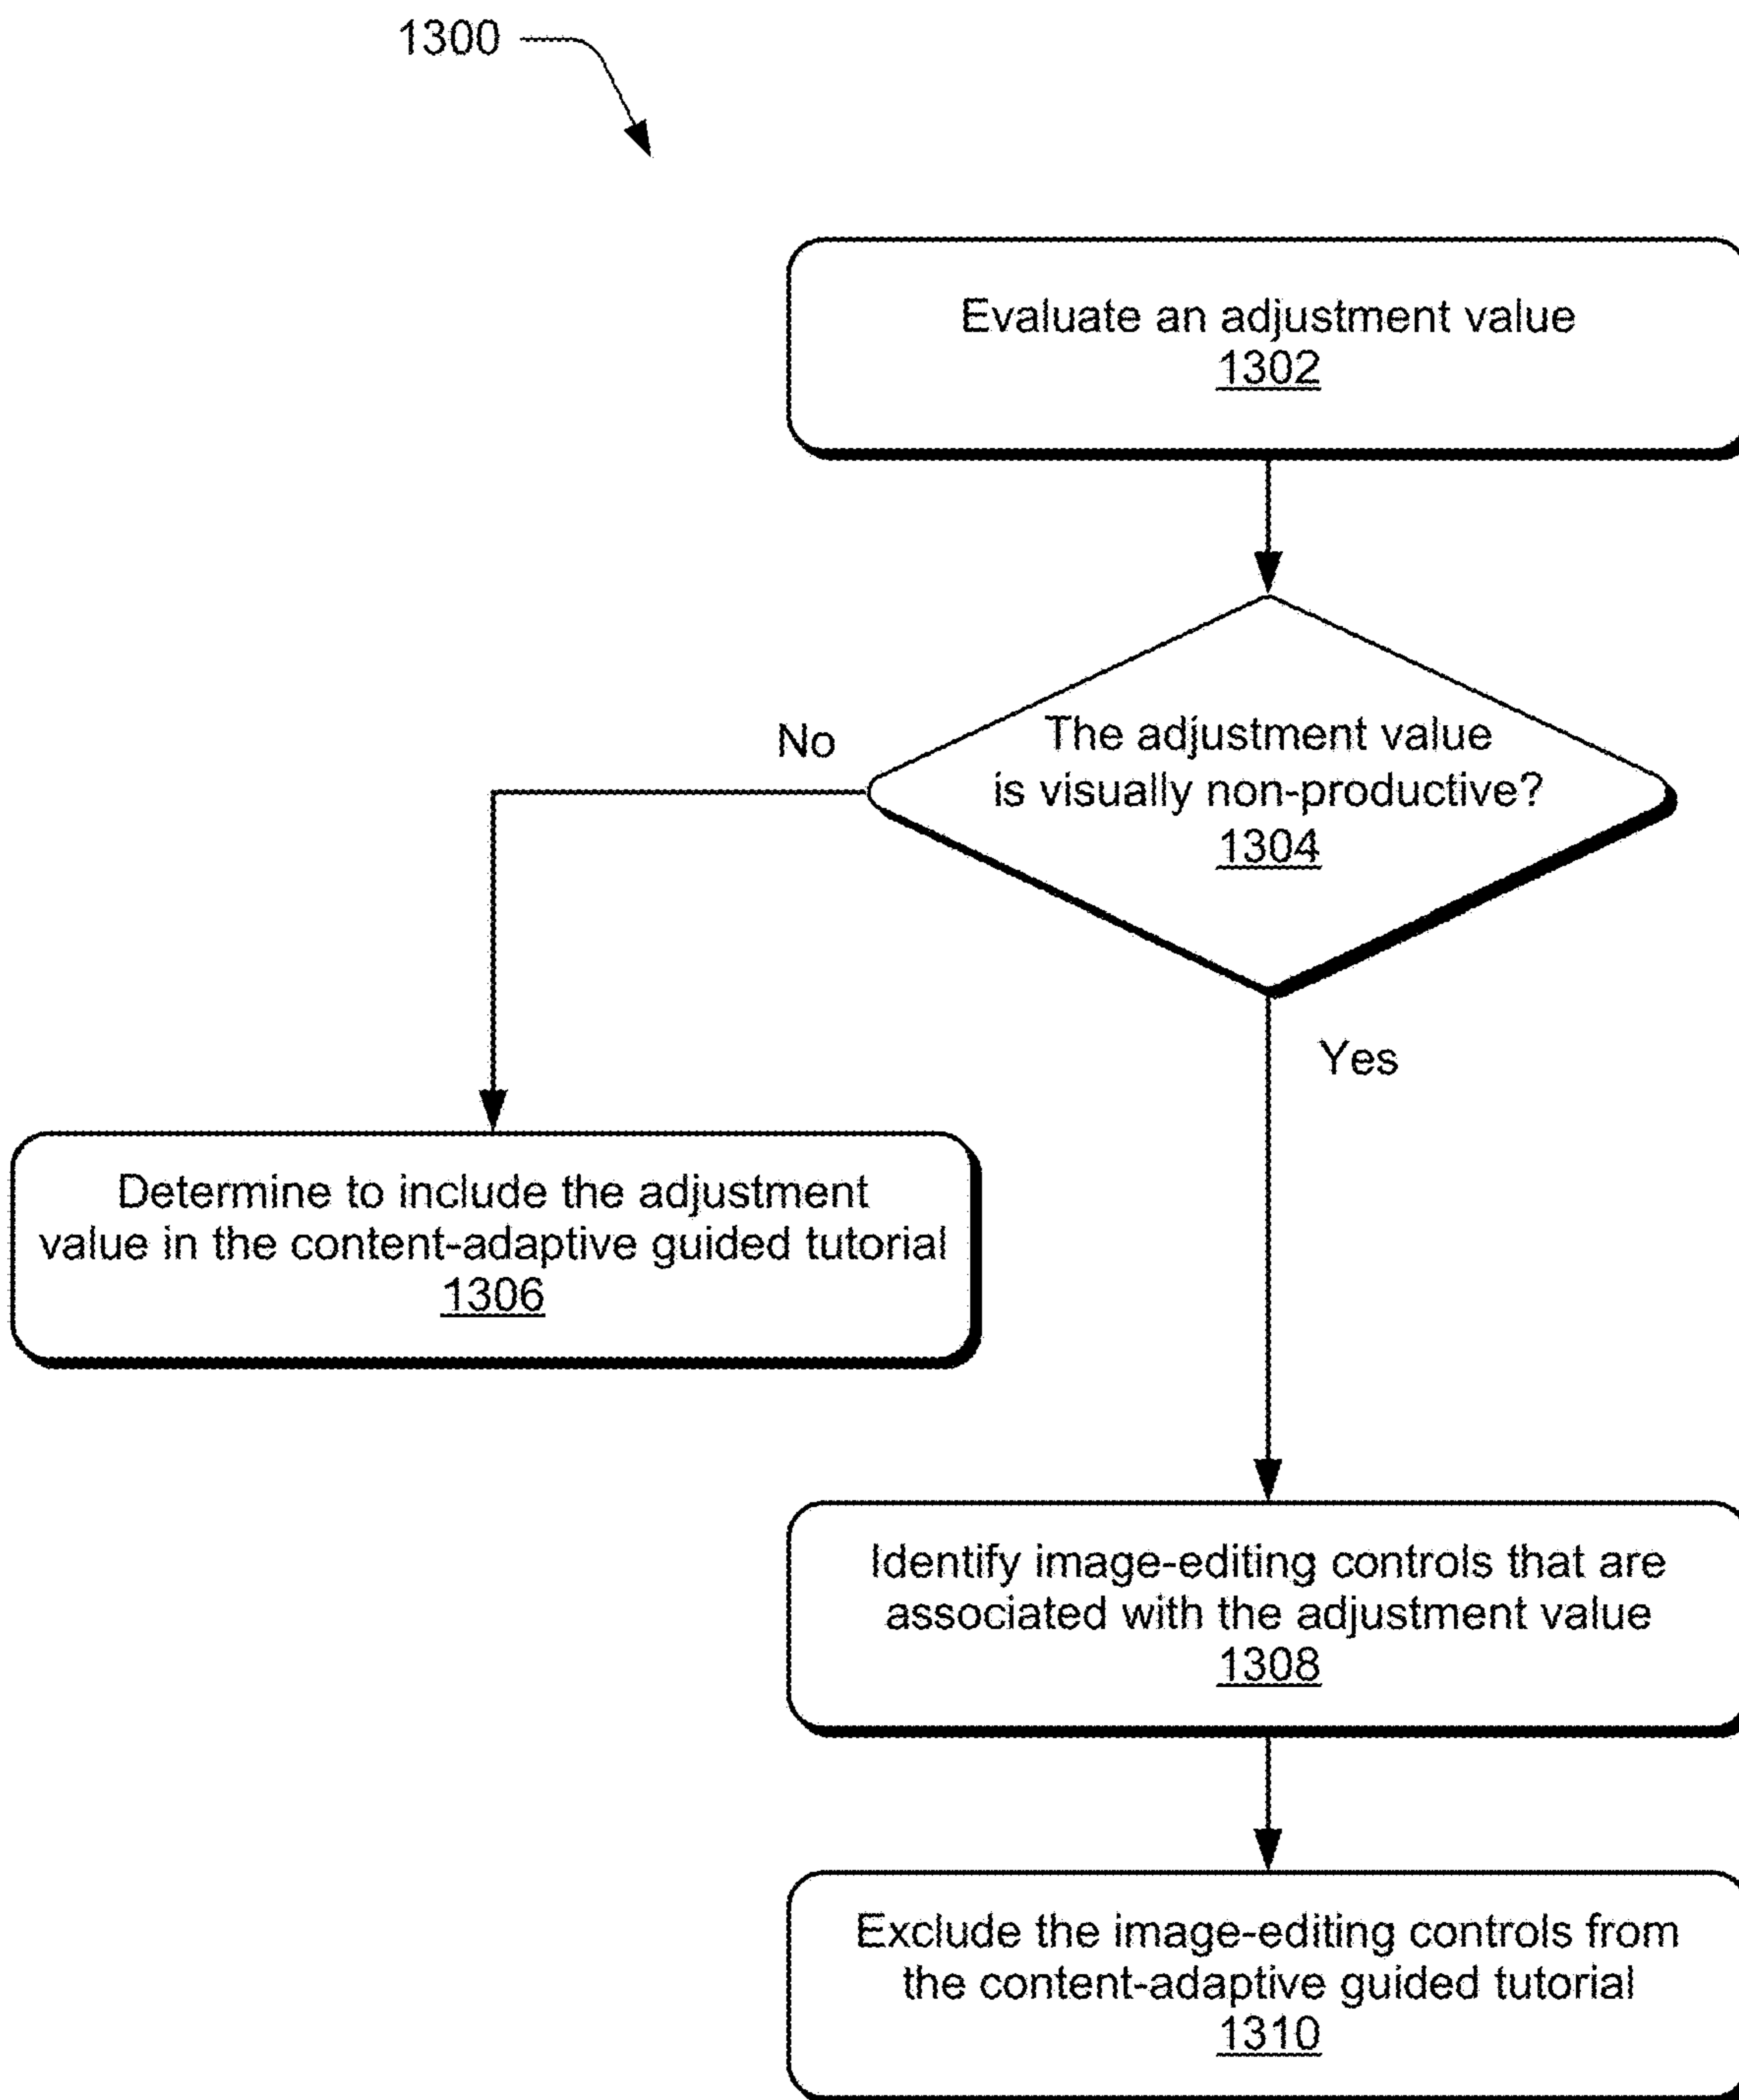 1300
Evaluate an adjustment value
1302
The adjustment value
is visually non-productive?
1304
No
Yes
Determine to include the adjustment
value in the content-adaptive guided tutorial
1306
Identify image-editing controls that are
associated with the adjustment value
1308
Exclude the image-editing controls from
the content-adaptive guided tutorial
1310